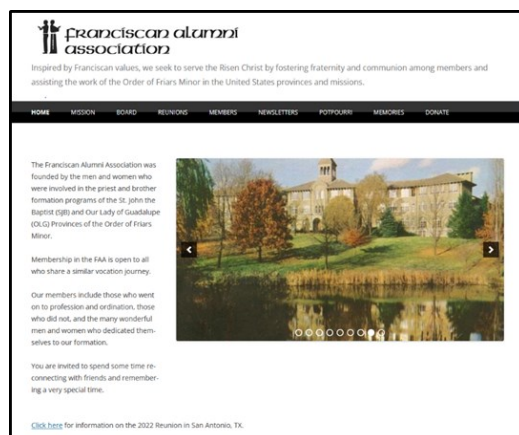 franciscan alumni
association
Inspired by Franciscan values, we seek to serve the Risen Christ by fostering fraternity and communion among members and
assisting the work of the Order of Friars Minor in the United States provinces and missions.
HOME MISSION BOARD REUNIONS MEMBERS NEWSLETTERS POTPOURRI MEMORIES DONATE
The Franciscan Alumni Association was
founded by the men and women who
were involved in the priest and brother
formation programs of the St. John the
Baptist (SJB) and Our Lady of Guadalupe
(OLG) Provinces of the Order of Friars
Minor.
Membership in the FAA is open to all
who share a similar vocation journey.
Our members include those who went
on to profession and ordination, those
who did not, and the many wonderful
men and women who dedicated them-
selves to our formation.
You are invited to spend some time re-
connecting with friends and remember-
ing a very special time.
Click here for information on the 2022 Reunion in San Antonio, TX.